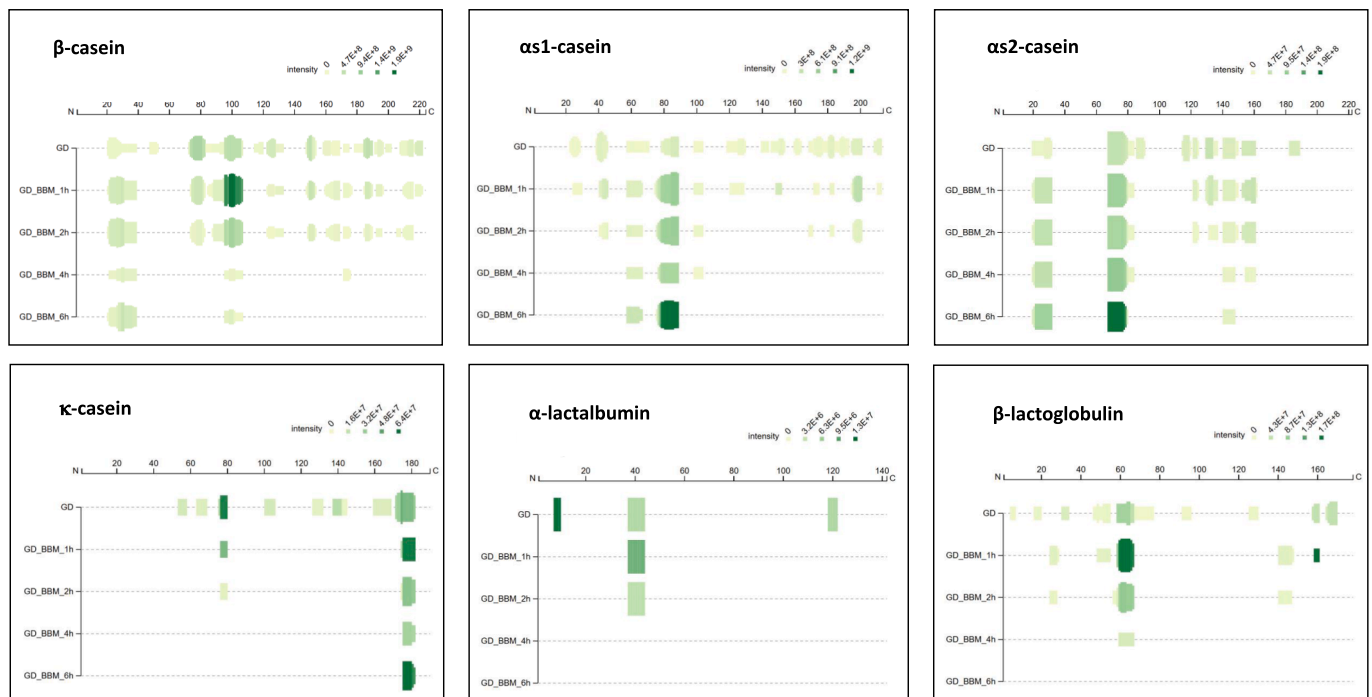 β-casein
intensity 0 4.7E+8 9.4E+8 1.4E+9 1.9E+9
N 20 40 60 80 100 120 140 160 180 200 220 C
GD
GD_BBM_1h
GD_BBM_2h
GD_BBM_4h
GD_BBM_6h
αs1-casein
intensity 0 3E+8 6.1E+8 9.1E+8 1.2E+9
N 20 40 60 80 100 120 140 160 180 200 C
GD
GD_BBM_1h
GD_BBM_2h
GD_BBM_4h
GD_BBM_6h
αs2-casein
intensity 0 4.7E+7 9.5E+7 1.4E+8 1.9E+8
N 20 40 60 80 100 120 140 160 180 200 220 C
GD
GD_BBM_1h
GD_BBM_2h
GD_BBM_4h
GD_BBM_6h
κ-casein
intensity 0 1.6E+7 3.2E+7 4.8E+7 6.4E+7
N 20 40 60 80 100 120 140 160 180 C
GD
GD_BBM_1h
GD_BBM_2h
GD_BBM_4h
GD_BBM_6h
α-lactalbumin
intensity 0 3.2E+6 6.3E+6 9.5E+6 1.3E+7
N 20 40 60 80 100 120 140 C
GD
GD_BBM_1h
GD_BBM_2h
GD_BBM_4h
GD_BBM_6h
β-lactoglobulin
intensity 0 4.3E+7 8.7E+7 1.3E+8 1.7E+8
N 20 40 60 80 100 120 140 160 C
GD
GD_BBM_1h
GD_BBM_2h
GD_BBM_4h
GD_BBM_6h